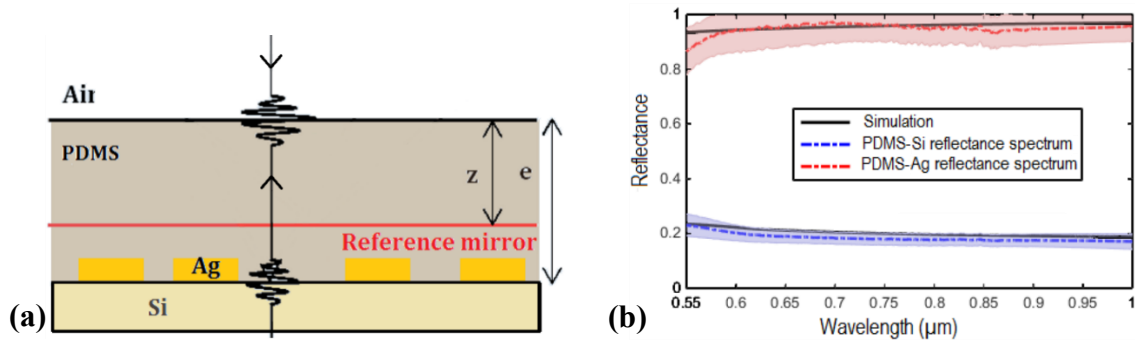 (a)
Air
PDMS
z
e
Reference mirror
Ag
Si
(b)
Reflectance
1
0.8
0.6
0.4
0.2
0
Simulation
PDMS-Si reflectance spectrum
PDMS-Ag reflectance spectrum
0.55 0.6 0.65 0.7 0.75 0.8 0.85 0.9 0.95 1
Wavelength (µm)